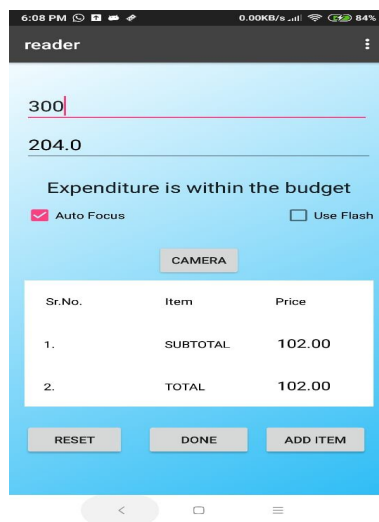 6:08 PM 0.00KB/s 84%
reader
300
204.0
Expenditure is within the budget
Auto Focus Use Flash
CAMERA
Sr.No. Item Price
1. SUBTOTAL 102.00
2. TOTAL 102.00
RESET DONE ADD ITEM